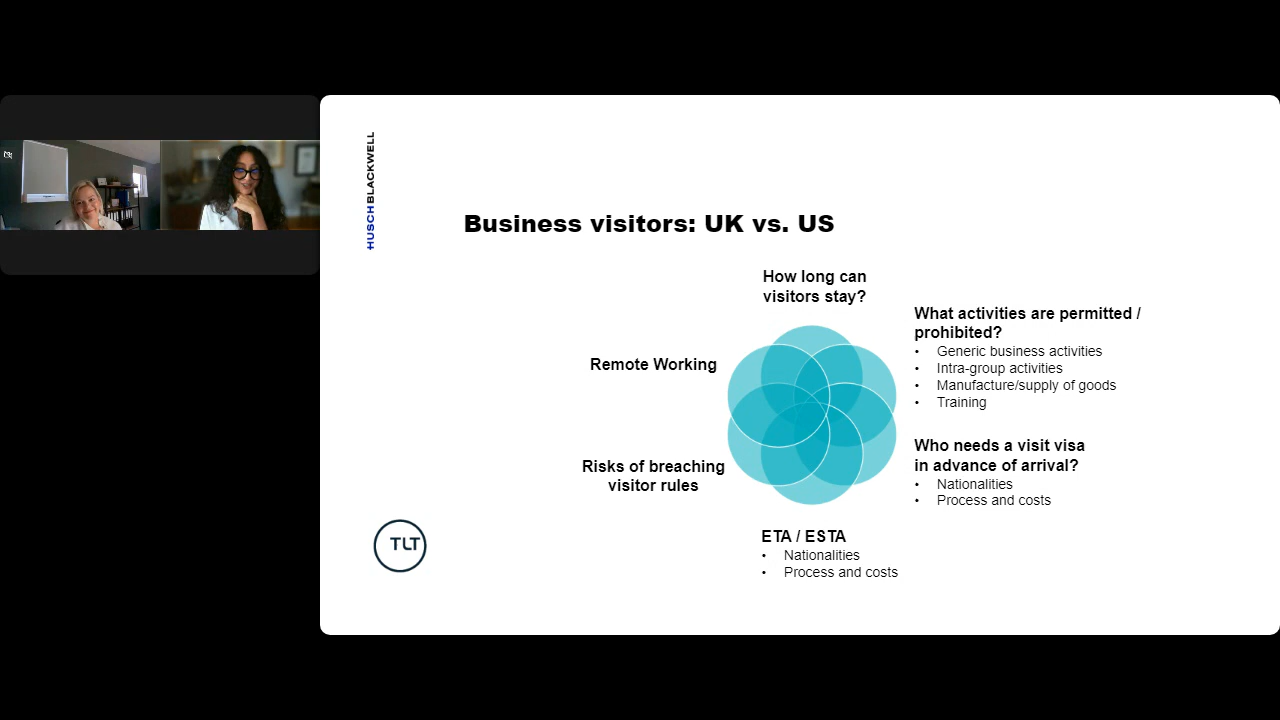 HUSCH BLACKWELL
Business visitors: UK vs. US
How long can
visitors stay?
What activities are permitted /
prohibited?
• Generic business activities
• Intra-group activities
• Manufacture/supply of goods
• Training
Remote Working
Who needs a visit visa
in advance of arrival?
• Nationalities
• Process and costs
Risks of breaching
visitor rules
ETA / ESTA
• Nationalities
• Process and costs
TLT